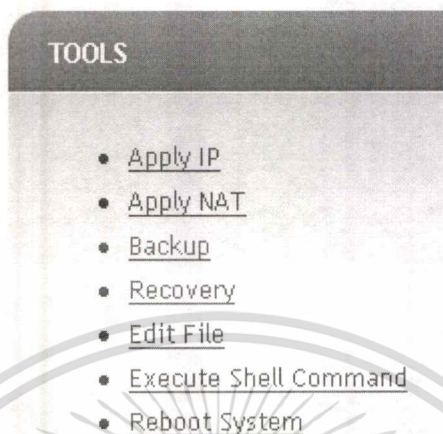 TOOLS
Apply IP
Apply NAT
Backup
Recovery
Edit File
Execute Shell Command
Reboot System